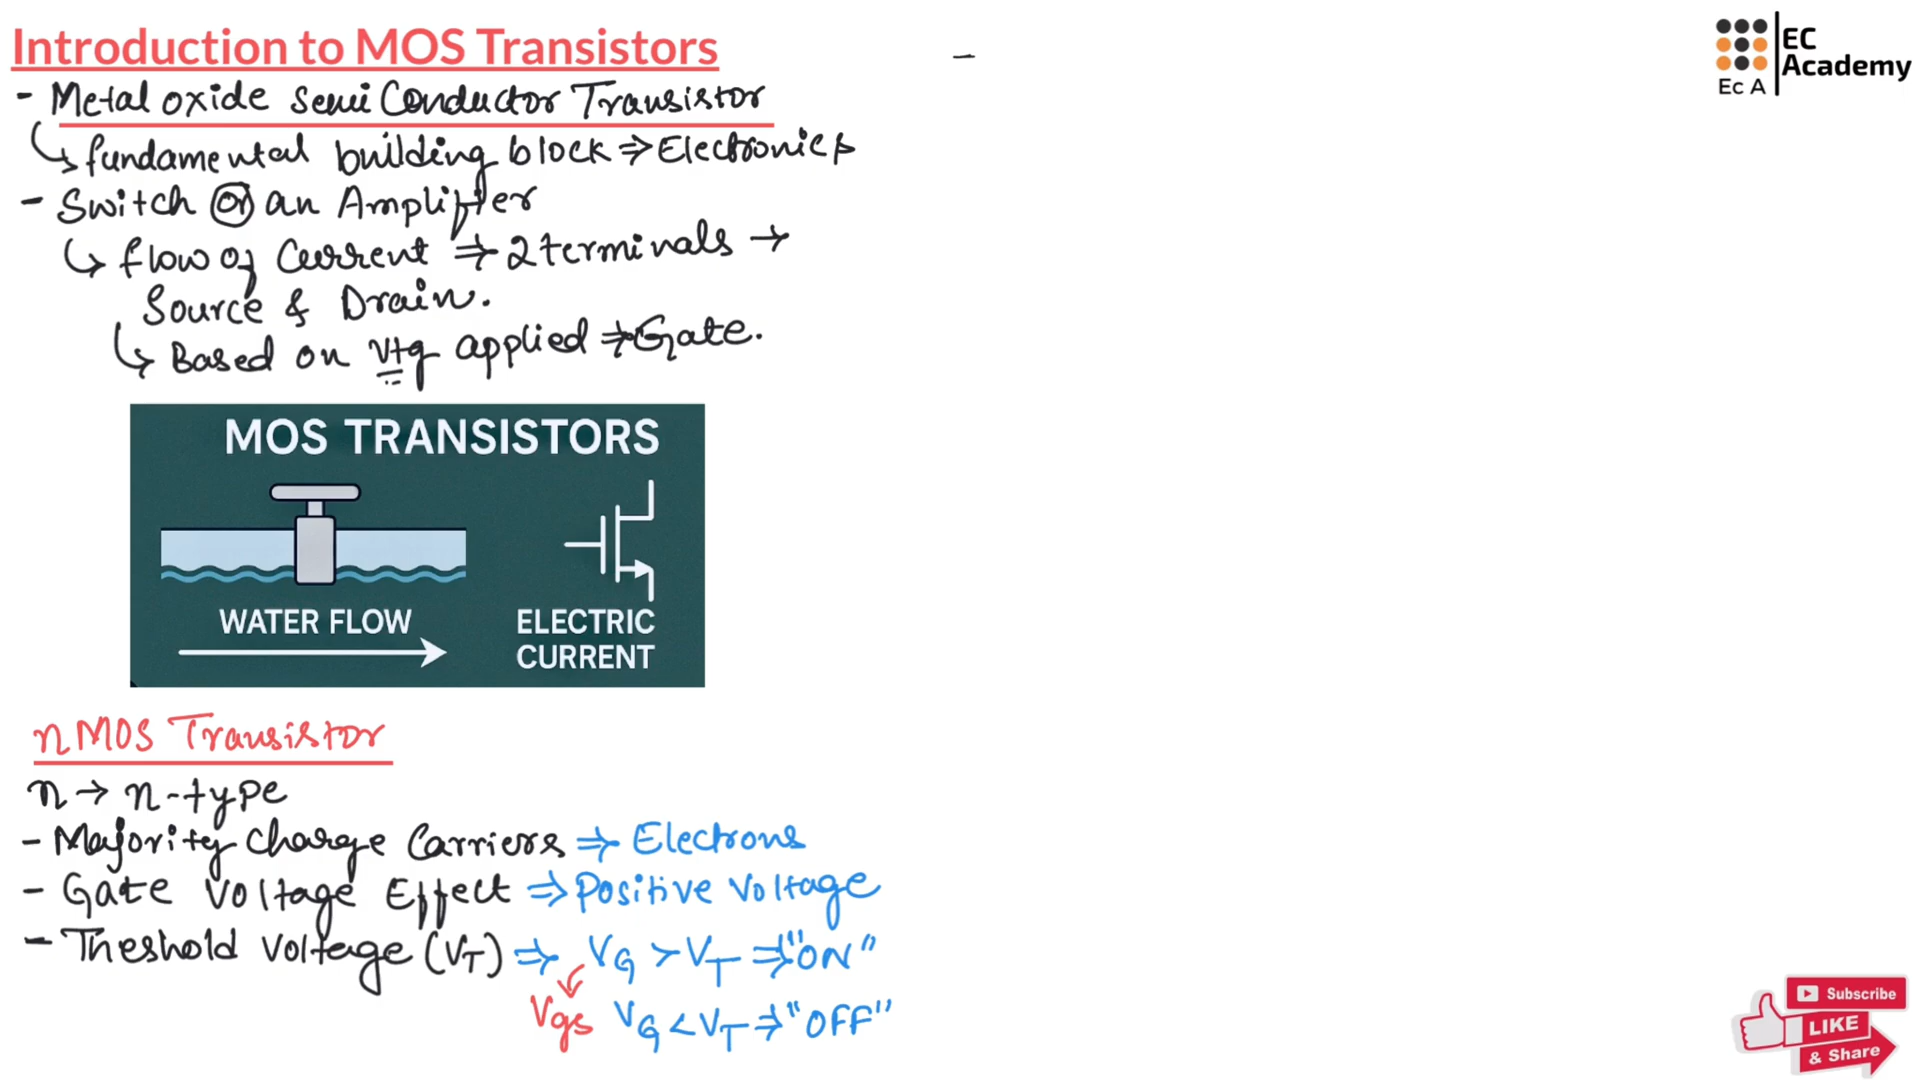 Introduction to MOS Transistors
- Metal oxide semi Conductor Transistor
↳ fundamental building block ⇒ Electronics
- Switch or an Amplifier
↳ flow of Current ⇒ 2 terminals →
Source & Drain.
↳ Based on Vtg applied ⇒ Gate.
MOS TRANSISTORS
WATER FLOW
ELECTRIC
CURRENT
nMOS Transistor
n → n-type
- Majority Charge Carriers ⇒ Electrons
- Gate Voltage Effect ⇒ Positive Voltage
- Theshold Voltage (VT) ⇒ VG > VT ⇒ "ON"
Vgs VG < VT ⇒ "OFF"
-
EC
Academy
Ec A
Subscribe
LIKE
& Share